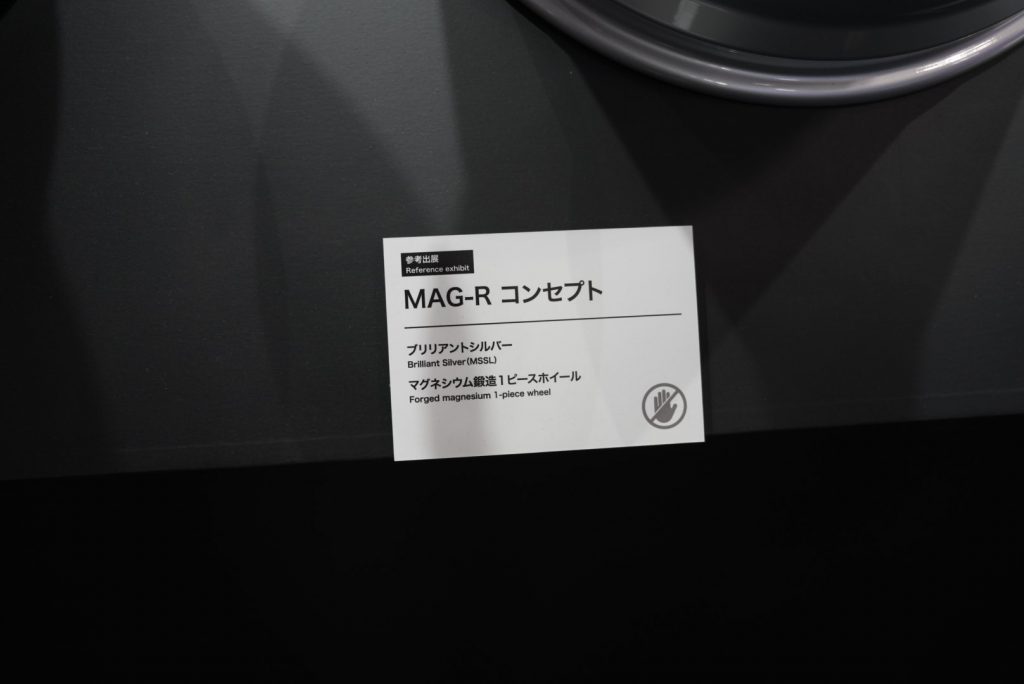 参考出展
Reference exhibit
MAG-R コンセプト
ブリリアントシルバー
Brilliant Silver(MSSL)
マグネシウム鍛造1ピースホイール
Forged magnesium 1-piece wheel